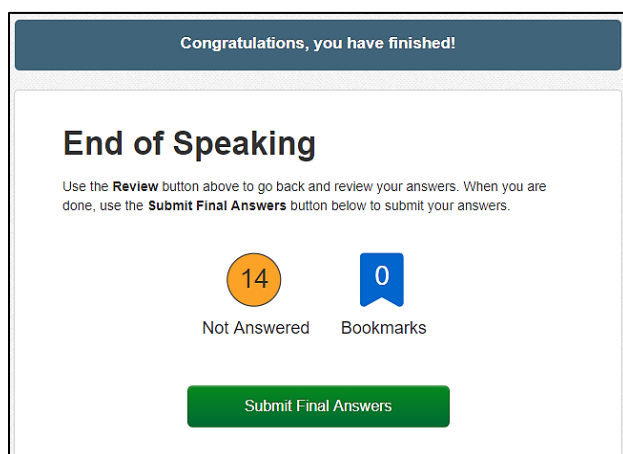 Congratulations, you have finished!
End of Speaking
Use the Review button above to go back and review your answers. When you are
done, use the Submit Final Answers button below to submit your answers.
14
0
Not Answered
Bookmarks
Submit Final Answers